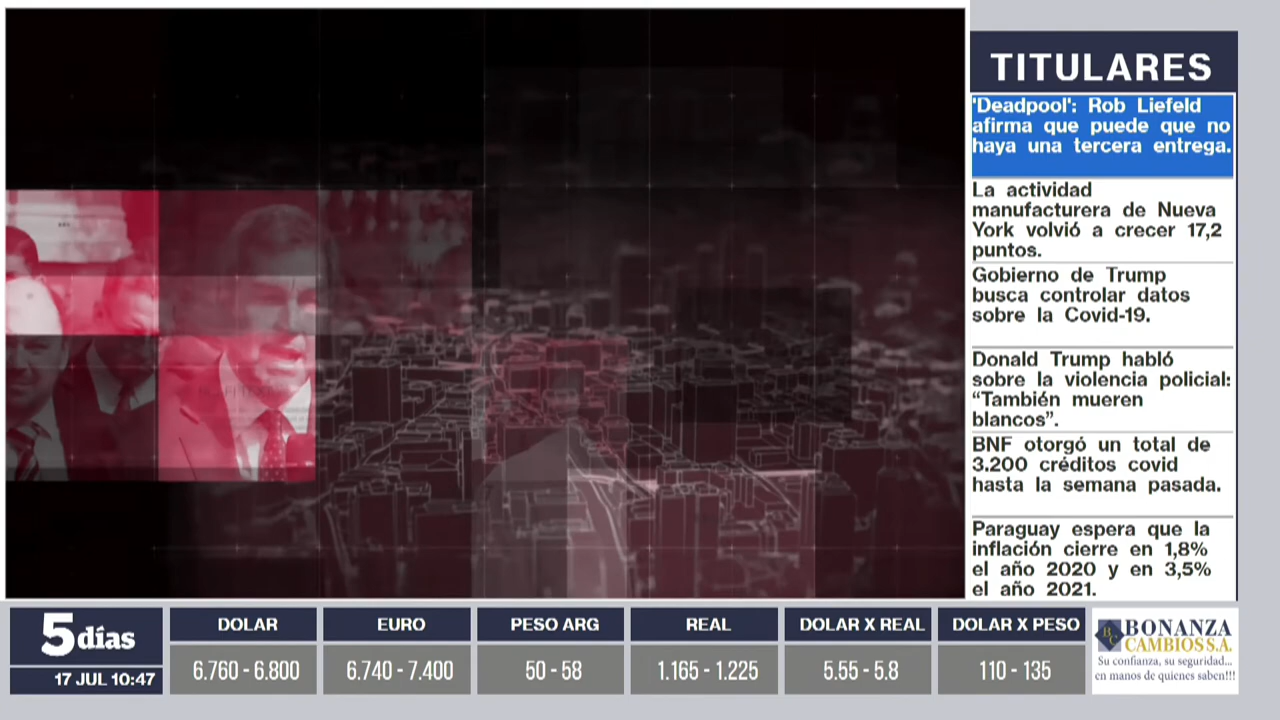 TITULARES
'Deadpool': Rob Liefeld
afirma que puede que no
haya una tercera entrega.
La actividad
manufacturera de Nueva
York volvió a crecer 17,2
puntos.
Gobierno de Trump
busca controlar datos
sobre la Covid-19.
Donald Trump habló
sobre la violencia policial:
“También mueren
blancos”.
BNF otorgó un total de
3.200 créditos covid
hasta la semana pasada.
Paraguay espera que la
inflación cierre en 1,8%
el año 2020 y en 3,5%
el año 2021.
5días
17 JUL 10:47
DOLAR
6.760 - 6.800
EURO
6.740 - 7.400
PESO ARG
50 - 58
REAL
1.165 - 1.225
DOLAR X REAL
5.55 - 5.8
DOLAR X PESO
110 - 135
BC
BONANZA
CAMBIOS S.A.
Su confianza, su seguridad...
en manos de quienes saben!!!